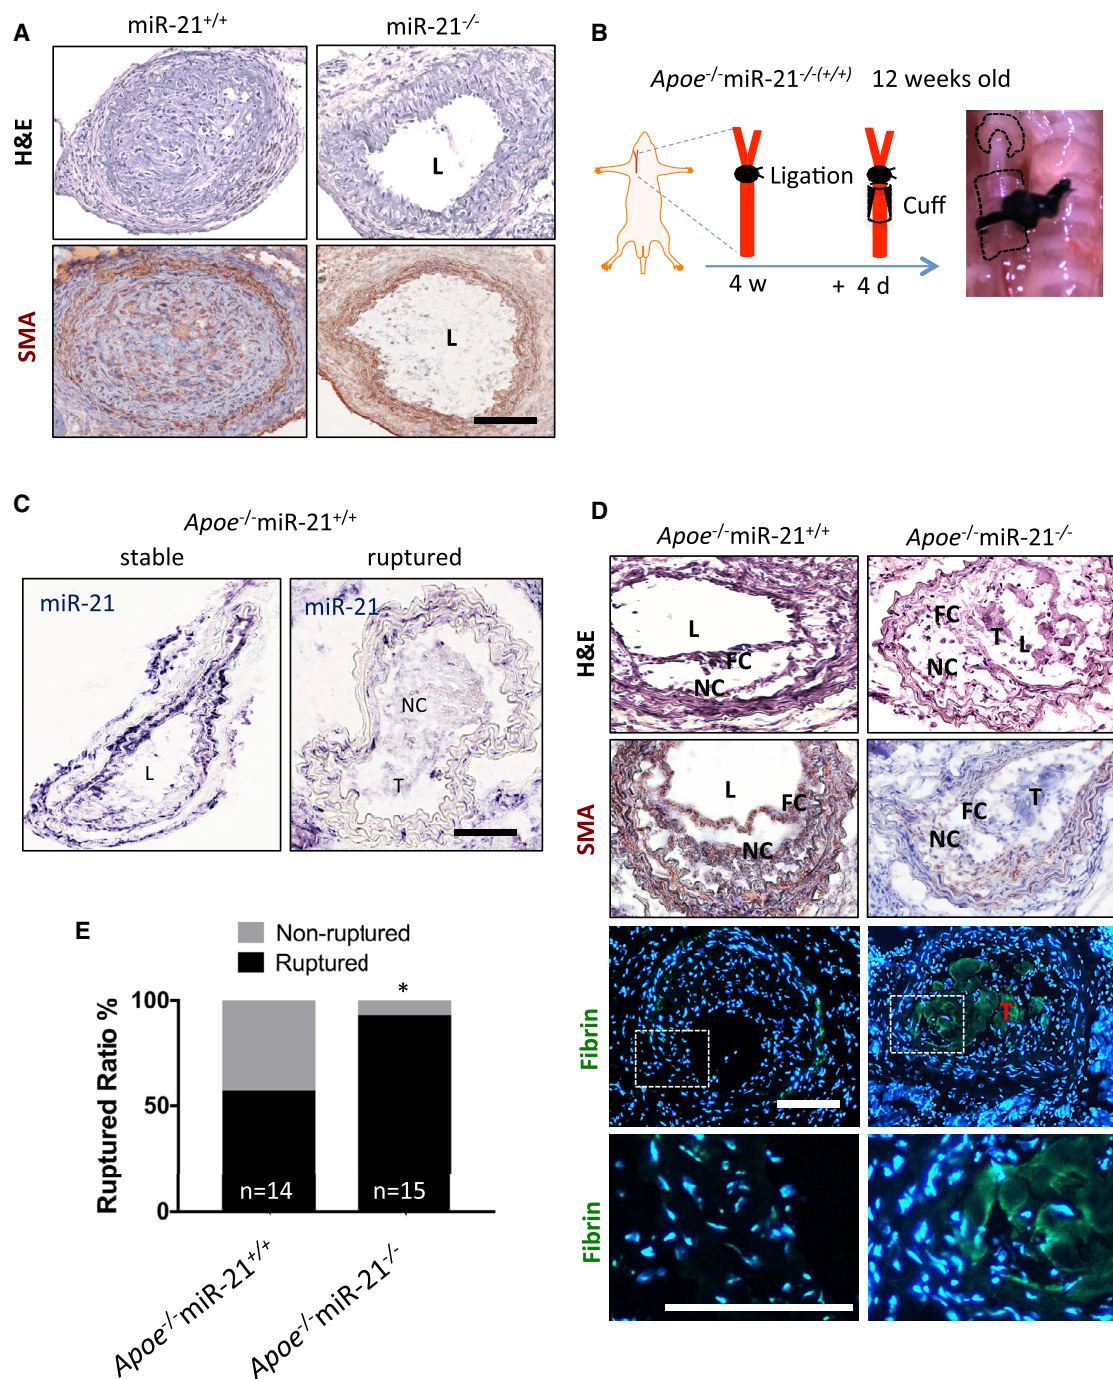 A
miR-21+/+ miR-21-/-
H&E
L
SMA
L
B
Apoe-/-miR-21-/-(+/+) 12 weeks old
Ligation
Cuff
4 w + 4 d
C
Apoe-/-miR-21+/+
stable ruptured
miR-21 miR-21
NC
L
T
D
Apoe-/-miR-21+/+ Apoe-/-miR-21-/-
H&E
L
FC
NC
FC
T
L
NC
SMA
L
FC
NC
T
FC
NC
Fibrin
T
Fibrin
E
Non-ruptured
Ruptured
*
Ruptured Ratio %
100
50
0
n=14 n=15
Apoe-/-miR-21+/+
Apoe-/-miR-21-/-